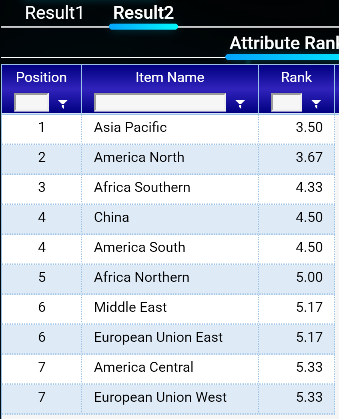 Result1 Result2
Attribute Rank
Position Item Name Rank
1 Asia Pacific 3.50
2 America North 3.67
3 Africa Southern 4.33
4 China 4.50
4 America South 4.50
5 Africa Northern 5.00
6 Middle East 5.17
6 European Union East 5.17
7 America Central 5.33
7 European Union West 5.33